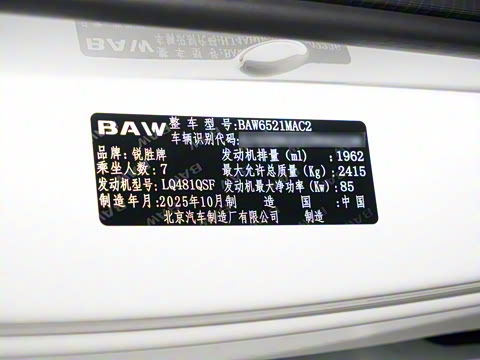 BAW
整车型号:BAW6521MAC2
车辆识别代码:
品牌:锐胜牌 发动机排量(ml):1962
乘坐人数:7 最大允许总质量(Kg):2415
发动机型号:LQ481QSF 发动机最大净功率(Kw):85
制造年月:2025年10月 制造国:中国
北京汽车制造厂有限公司 制造